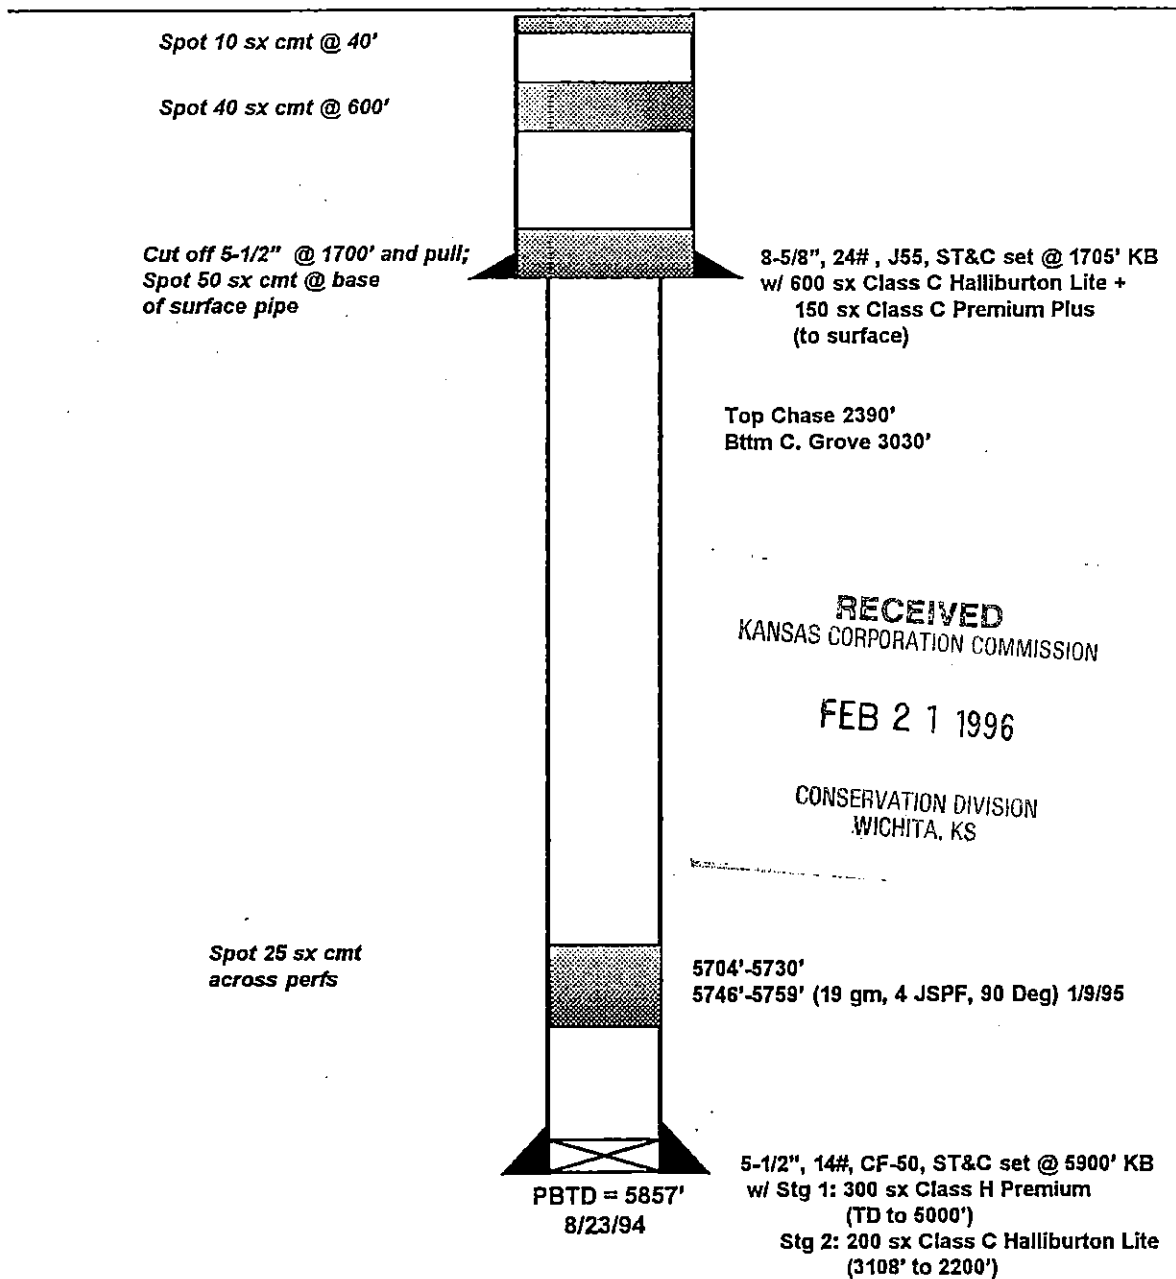 Spot 10 sx cmt @ 40'
Spot 40 sx cmt @ 600'
Cut off 5-1/2" @ 1700' and pull;
Spot 50 sx cmt @ base
of surface pipe
8-5/8", 24# , J55, ST&C set @ 1705' KB
w/ 600 sx Class C Halliburton Lite +
150 sx Class C Premium Plus
(to surface)
Top Chase 2390'
Bttm C. Grove 3030'
RECEIVED
KANSAS CORPORATION COMMISSION
FEB 21 1996
CONSERVATION DIVISION
WICHITA, KS
Spot 25 sx cmt
across perfs
5704'-5730'
5746'-5759' (19 gm, 4 JSPF, 90 Deg) 1/9/95
PBTD = 5857'
8/23/94
5-1/2", 14#, CF-50, ST&C set @ 5900' KB
w/ Stg 1: 300 sx Class H Premium
(TD to 5000')
Stg 2: 200 sx Class C Halliburton Lite
(3108' to 2200')